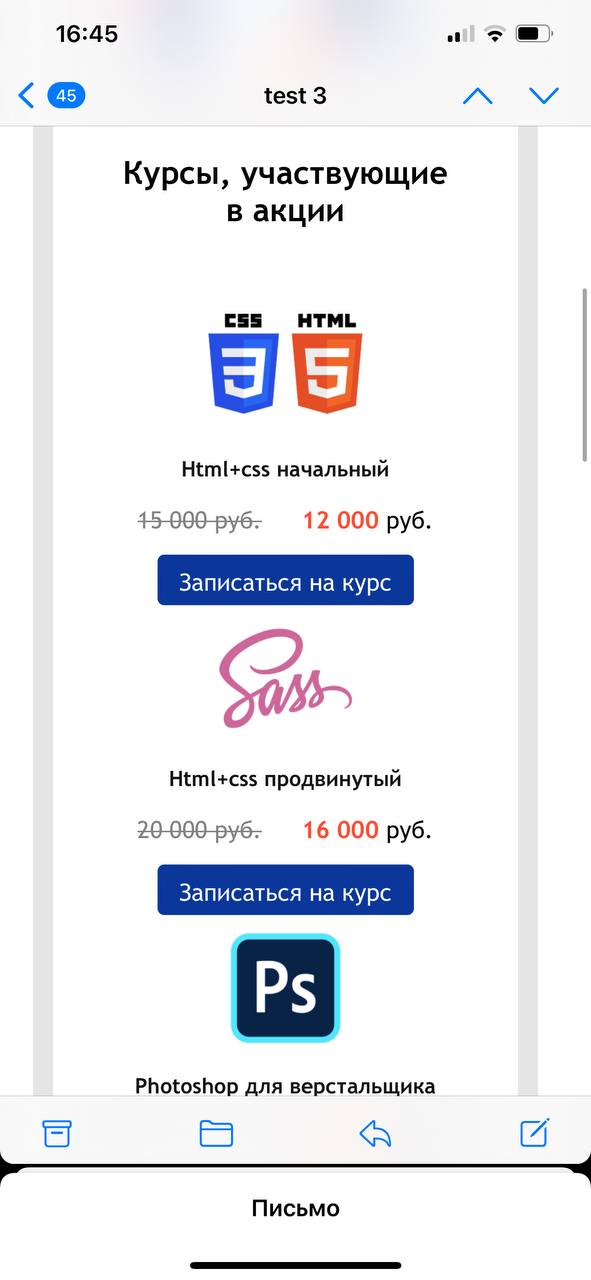 16:45
45
test 3
Курсы, участвующие
в акции
CSS HTML
3 5
Html+css начальный
15 000 руб. 12 000 руб.
Записаться на курс
Sass
Html+css продвинутый
20 000 руб. 16 000 руб.
Записаться на курс
Ps
Photoshop для верстальщика
Письмо